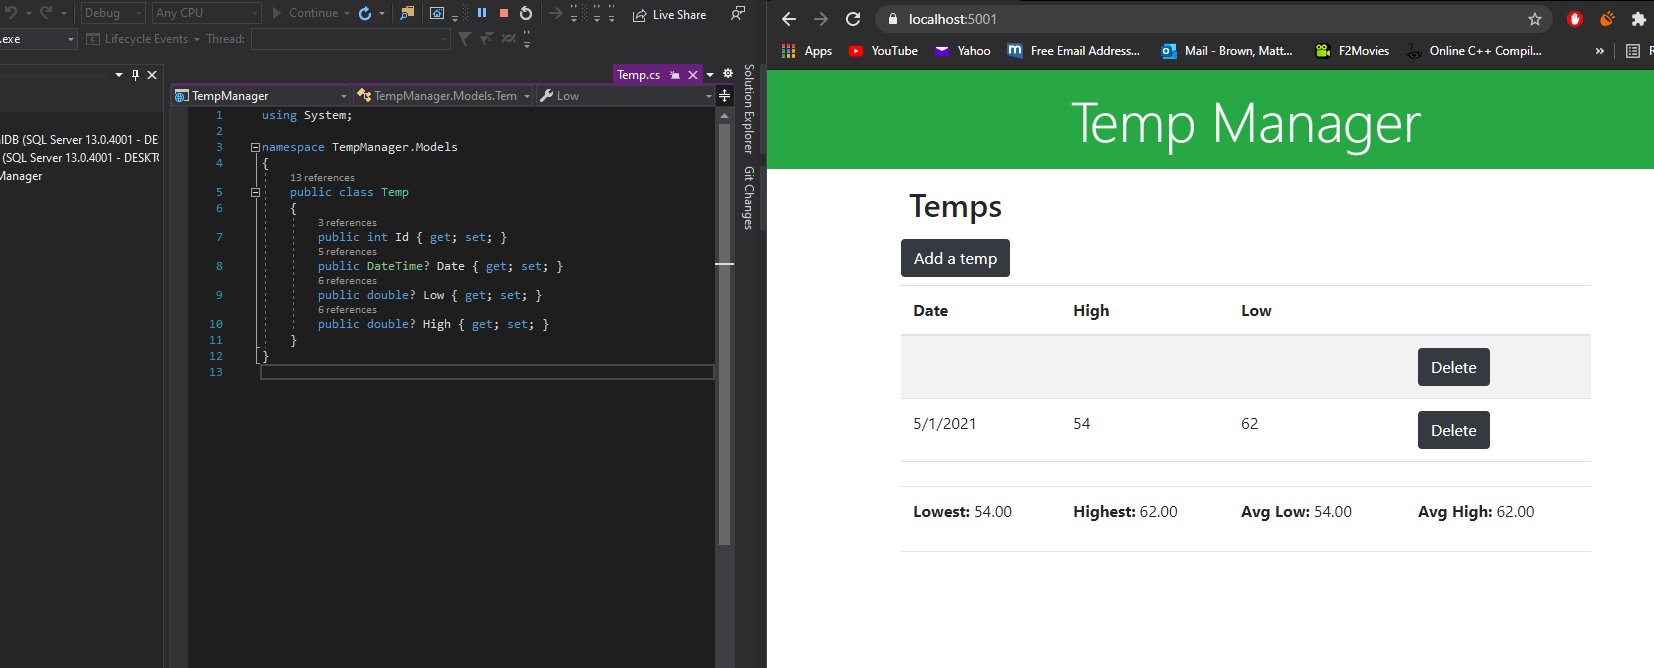 Debug
Any CPU
Continue
Live Share
.exe
Lifecycle Events
Thread:
Temp.cs
TempManager
TempManager.Models.Tem
Low
lDB (SQL Server 13.0.4001 - DE
(SQL Server 13.0.4001 - DESKT
Manager
1 using System;
2
3 namespace TempManager.Models
4 {
13 references
5 public class Temp
6 {
3 references
7 public int Id { get; set; }
5 references
8 public DateTime? Date { get; set; }
6 references
9 public double? Low { get; set; }
6 references
10 public double? High { get; set; }
11 }
12 }
13
Solution Explorer
Git Changes
localhost:5001
Apps
YouTube
Yahoo
Free Email Address...
Mail - Brown, Matt...
F2Movies
Online C++ Compil...
»
R
Temp Manager
Temps
Add a temp
Date High Low
Delete
5/1/2021 54 62 Delete
Lowest: 54.00 Highest: 62.00 Avg Low: 54.00 Avg High: 62.00